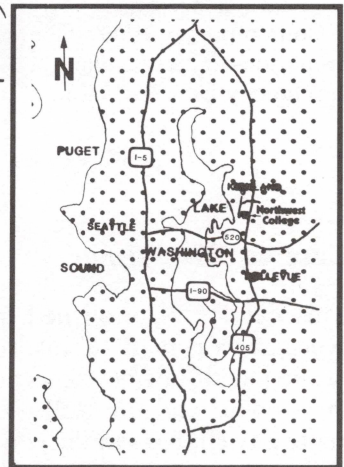 N
PUGET
I-5
KIRKLAND
LAKE
Northwest
College
SEATTLE
520
WASHINGTON
BELLEVUE
SOUND
I-90
I
405